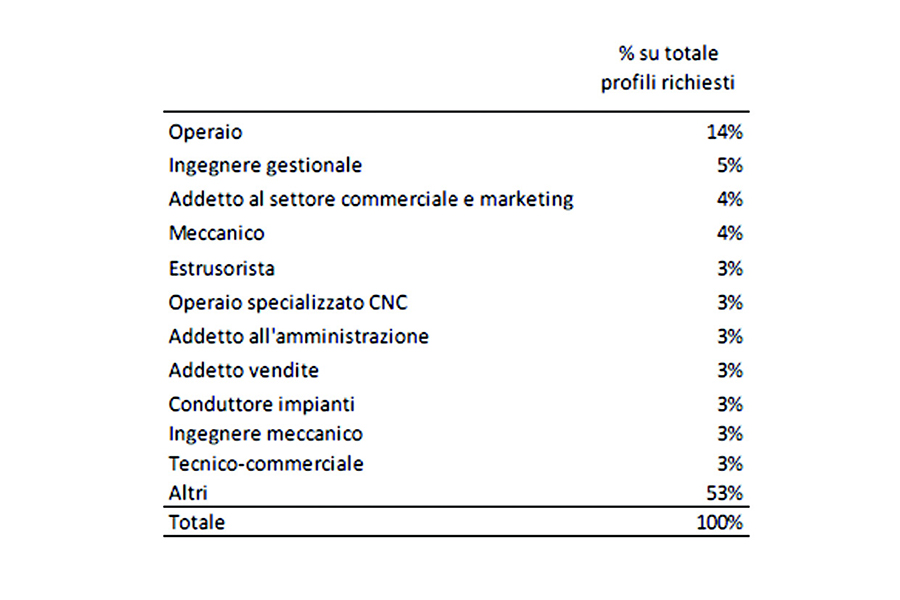 % su totale
profili richiesti
Operaio 14%
Ingegnere gestionale 5%
Addetto al settore commerciale e marketing 4%
Meccanico 4%
Estrusorista 3%
Operaio specializzato CNC 3%
Addetto all'amministrazione 3%
Addetto vendite 3%
Conduttore impianti 3%
Ingegnere meccanico 3%
Tecnico-commerciale 3%
Altri 53%
Totale 100%